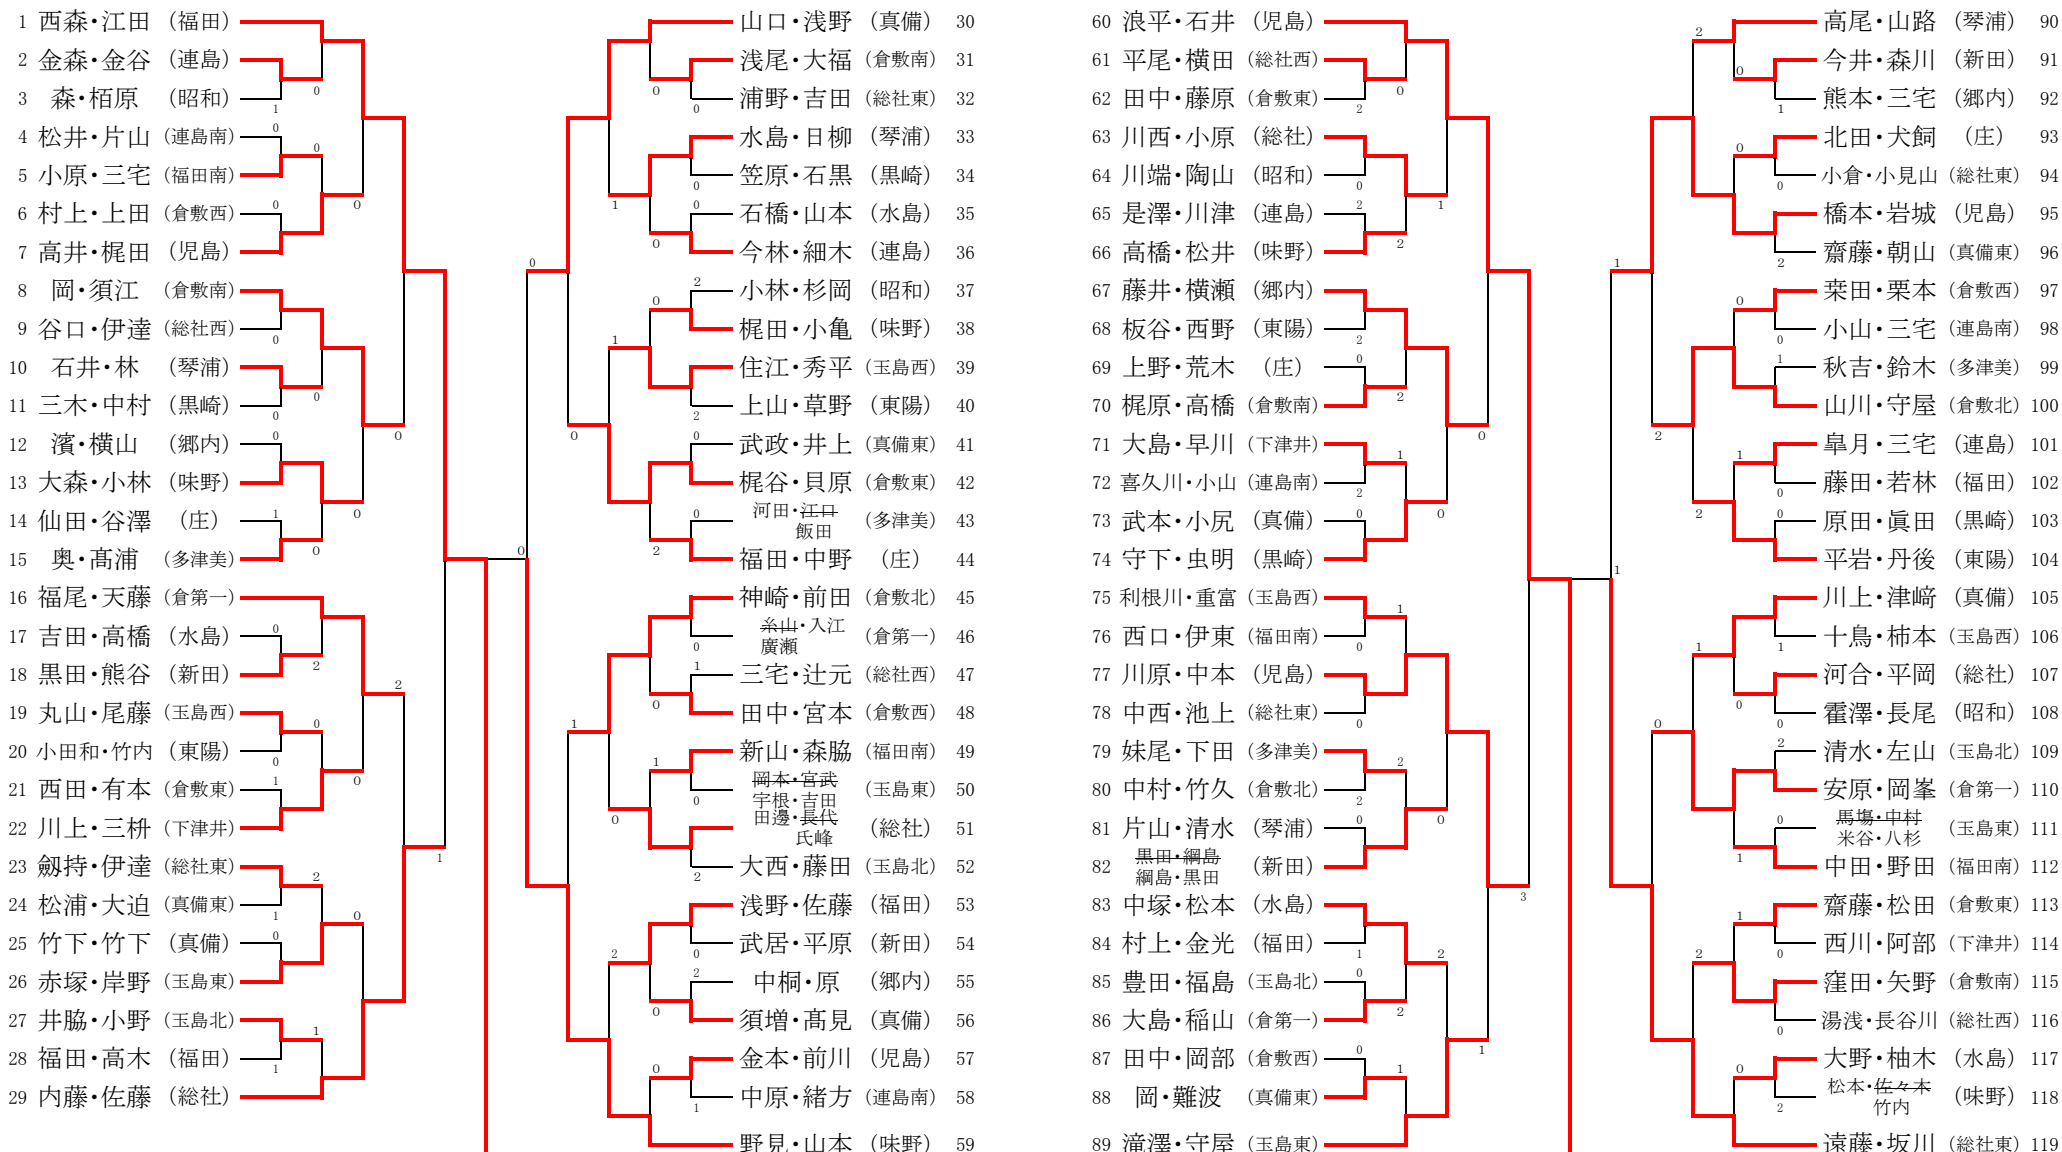 1 西森・江田 (福田)
2 金森・金谷 (連島)
3 森・栢原 (昭和)
4 松井・片山 (連島南)
5 小原・三宅 (福田南)
6 村上・上田 (倉敷西)
7 高井・梶田 (児島)
8 岡・須江 (倉敷南)
9 谷口・伊達 (総社西)
10 石井・林 (琴浦)
11 三木・中村 (黒崎)
12 濱・横山 (郷内)
13 大森・小林 (味野)
14 仙田・谷澤 (庄)
15 奥・髙浦 (多津美)
16 福尾・天藤 (倉第一)
17 吉田・高橋 (水島)
18 黒田・熊谷 (新田)
19 丸山・尾藤 (玉島西)
20 小田和・竹内 (東陽)
21 西田・有本 (倉敷東)
22 川上・三枡 (下津井)
23 剱持・伊達 (総社東)
24 松浦・大迫 (真備東)
25 竹下・竹下 (真備)
26 赤塚・岸野 (玉島東)
27 井脇・小野 (玉島北)
28 福田・高木 (福田)
29 内藤・佐藤 (総社)
山口・浅野 (真備) 30
浅尾・大福 (倉敷南) 31
浦野・吉田 (総社東) 32
水島・日柳 (琴浦) 33
笠原・石黒 (黒崎) 34
石橋・山本 (水島) 35
今林・細木 (連島) 36
小林・杉岡 (昭和) 37
梶田・小亀 (味野) 38
住江・秀平 (玉島西) 39
上山・草野 (東陽) 40
武政・井上 (真備東) 41
梶谷・貝原 (倉敷東) 42
河田・江口
飯田 (多津美) 43
福田・中野 (庄) 44
神崎・前田 (倉敷北) 45
糸山・入江
廣瀬 (倉第一) 46
三宅・辻元 (総社西) 47
田中・宮本 (倉敷西) 48
新山・森脇 (福田南) 49
岡本・宮武
宇根・吉田 (玉島東) 50
田邊・長代
氏峰 (総社) 51
大西・藤田 (玉島北) 52
浅野・佐藤 (福田) 53
武居・平原 (新田) 54
中桐・原 (郷内) 55
須増・髙見 (真備) 56
金本・前川 (児島) 57
中原・緒方 (連島南) 58
野見・山本 (味野) 59
60 浪平・石井 (児島)
61 平尾・横田 (総社西)
62 田中・藤原 (倉敷東)
63 川西・小原 (総社)
64 川端・陶山 (昭和)
65 是澤・川津 (連島)
66 高橋・松井 (味野)
67 藤井・横瀬 (郷内)
68 板谷・西野 (東陽)
69 上野・荒木 (庄)
70 梶原・高橋 (倉敷南)
71 大島・早川 (下津井)
72 喜久川・小山 (連島南)
73 武本・小尻 (真備)
74 守下・虫明 (黒崎)
75 利根川・重富 (玉島西)
76 西口・伊東 (福田南)
77 川原・中本 (児島)
78 中西・池上 (総社東)
79 妹尾・下田 (多津美)
80 中村・竹久 (倉敷北)
81 片山・清水 (琴浦)
82 黒田・綱島
綱島・黒田 (新田)
83 中塚・松本 (水島)
84 村上・金光 (福田)
85 豊田・福島 (玉島北)
86 大島・稲山 (倉第一)
87 田中・岡部 (倉敷西)
88 岡・難波 (真備東)
89 滝澤・守屋 (玉島東)
高尾・山路 (琴浦) 90
今井・森川 (新田) 91
熊本・三宅 (郷内) 92
北田・犬飼 (庄) 93
小倉・小見山 (総社東) 94
橋本・岩城 (児島) 95
齋藤・朝山 (真備東) 96
桒田・栗本 (倉敷西) 97
小山・三宅 (連島南) 98
秋吉・鈴木 (多津美) 99
山川・守屋 (倉敷北) 100
皐月・三宅 (連島) 101
藤田・若林 (福田) 102
原田・眞田 (黒崎) 103
平岩・丹後 (東陽) 104
川上・津﨑 (真備) 105
十鳥・柿本 (玉島西) 106
河合・平岡 (総社) 107
霍澤・長尾 (昭和) 108
清水・左山 (玉島北) 109
安原・岡峯 (倉第一) 110
馬塲・中村
米谷・八杉 (玉島東) 111
中田・野田 (福田南) 112
齋藤・松田 (倉敷東) 113
西川・阿部 (下津井) 114
窪田・矢野 (倉敷南) 115
湯浅・長谷川 (総社西) 116
大野・柚木 (水島) 117
松本・佐々木
竹内 (味野) 118
遠藤・坂川 (総社東) 119